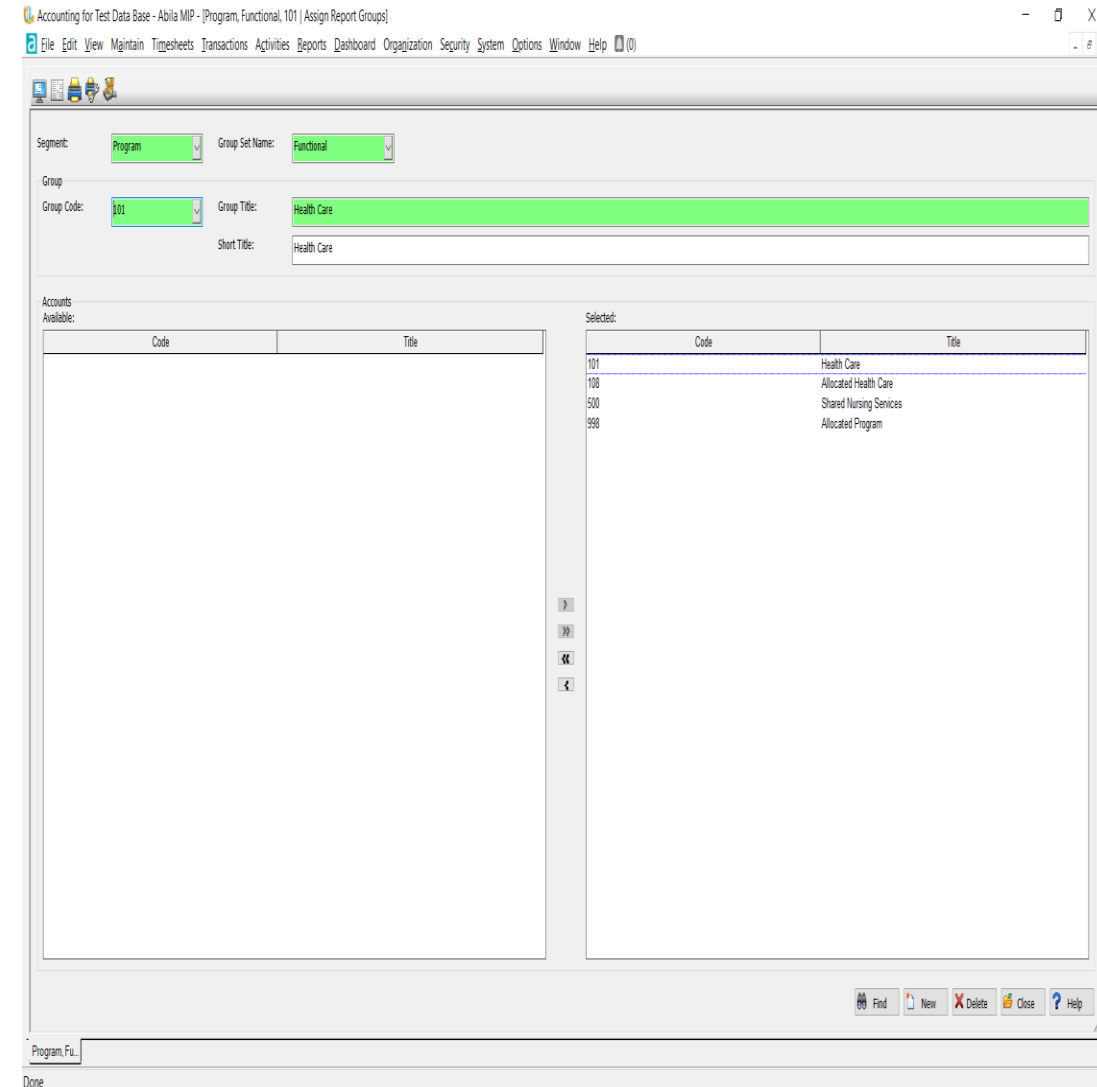 Accounting for Test Data Base - Abila MIP - [Program, Functional, 101 | Assign Report Groups]
File Edit View Maintain Timesheets Transactions Activities Reports Dashboard Organization Security System Options Window Help (0)
Segment: Program Group Set Name: Functional
Group
Group Code: 101 Group Title: Health Care
Short Title: Health Care
Accounts
Available: Selected:
Code Title Code Title
101 Health Care
108 Allocated Health Care
500 Shared Nursing Services
998 Allocated Program
Find New Delete Close ? Help
Program, Fu...
Done